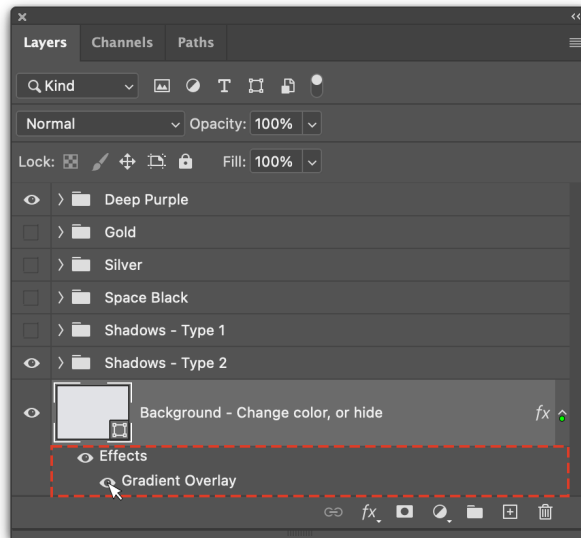 Layers Channels Paths
Kind
Normal Opacity: 100%
Lock: Fill: 100%
Deep Purple
Gold
Silver
Space Black
Shadows - Type 1
Shadows - Type 2
Background - Change color, or hide fx
Effects
Gradient Overlay
fx